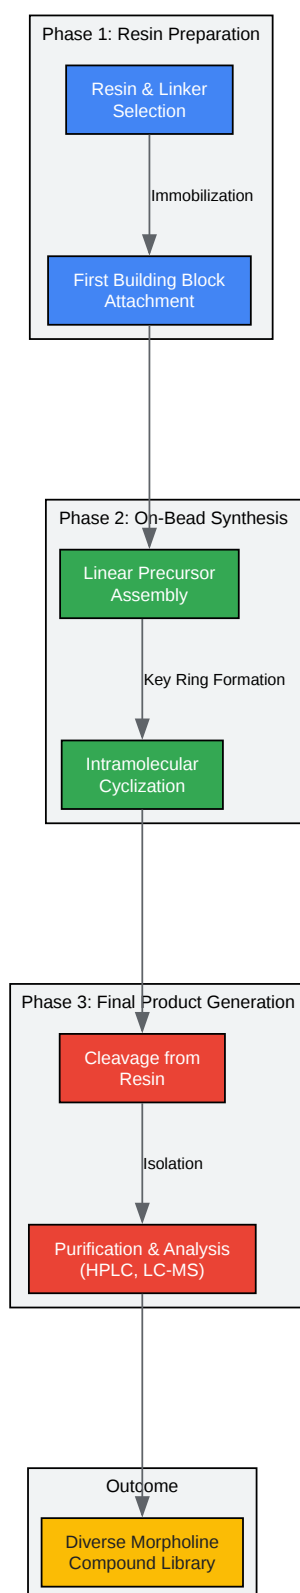 Phase 1: Resin Preparation
Resin & Linker
Selection
Immobilization
First Building Block
Attachment
Phase 2: On-Bead Synthesis
Linear Precursor
Assembly
Key Ring Formation
Intramolecular
Cyclization
Phase 3: Final Product Generation
Cleavage from
Resin
Isolation
Purification & Analysis
(HPLC, LC-MS)
Outcome
Diverse Morpholine
Compound Library